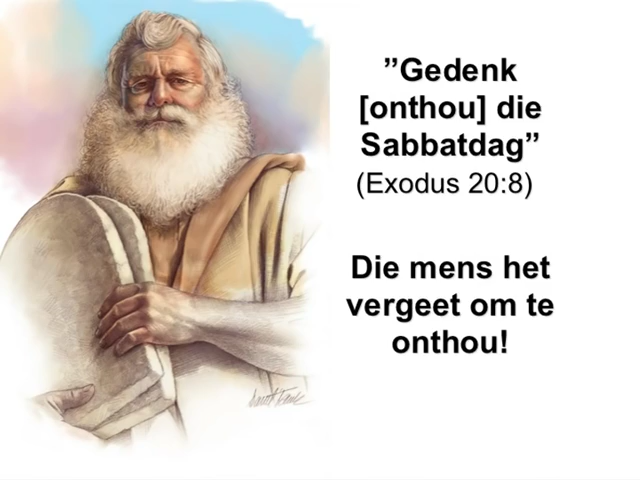 ”Gedenk
[onthou] die
Sabbatdag”
(Exodus 20:8)
Die mens het
vergeet om te
onthou!